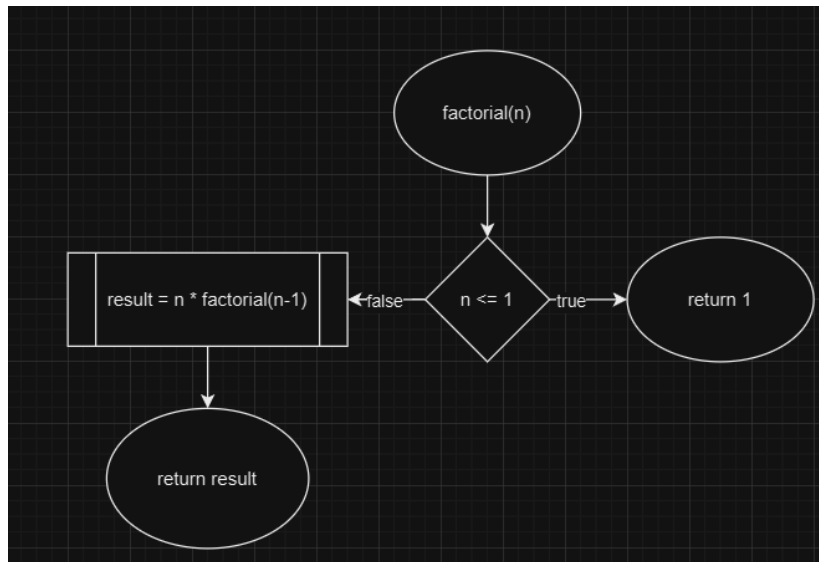 factorial(n)
result = n * factorial(n-1)
false
n <= 1
true
return 1
return result